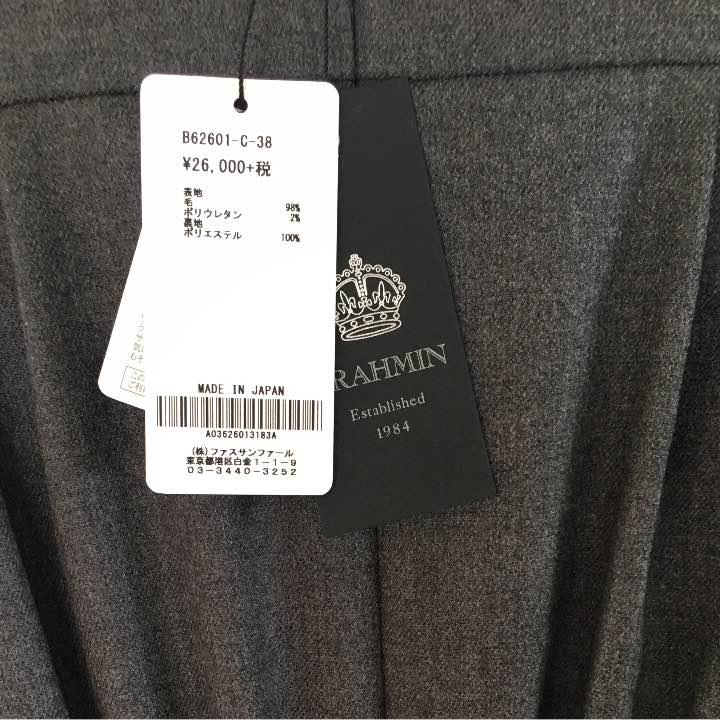 B62601-C-38
¥26,000+税
表地
毛 98%
ポリウレタン 2%
裏地
ポリエステル 100%
MADE IN JAPAN
A03626013183A
(株)ファスサンファール
東京都港区白金1-1-9
03-3440-3252
RAHMIN
Established
1984